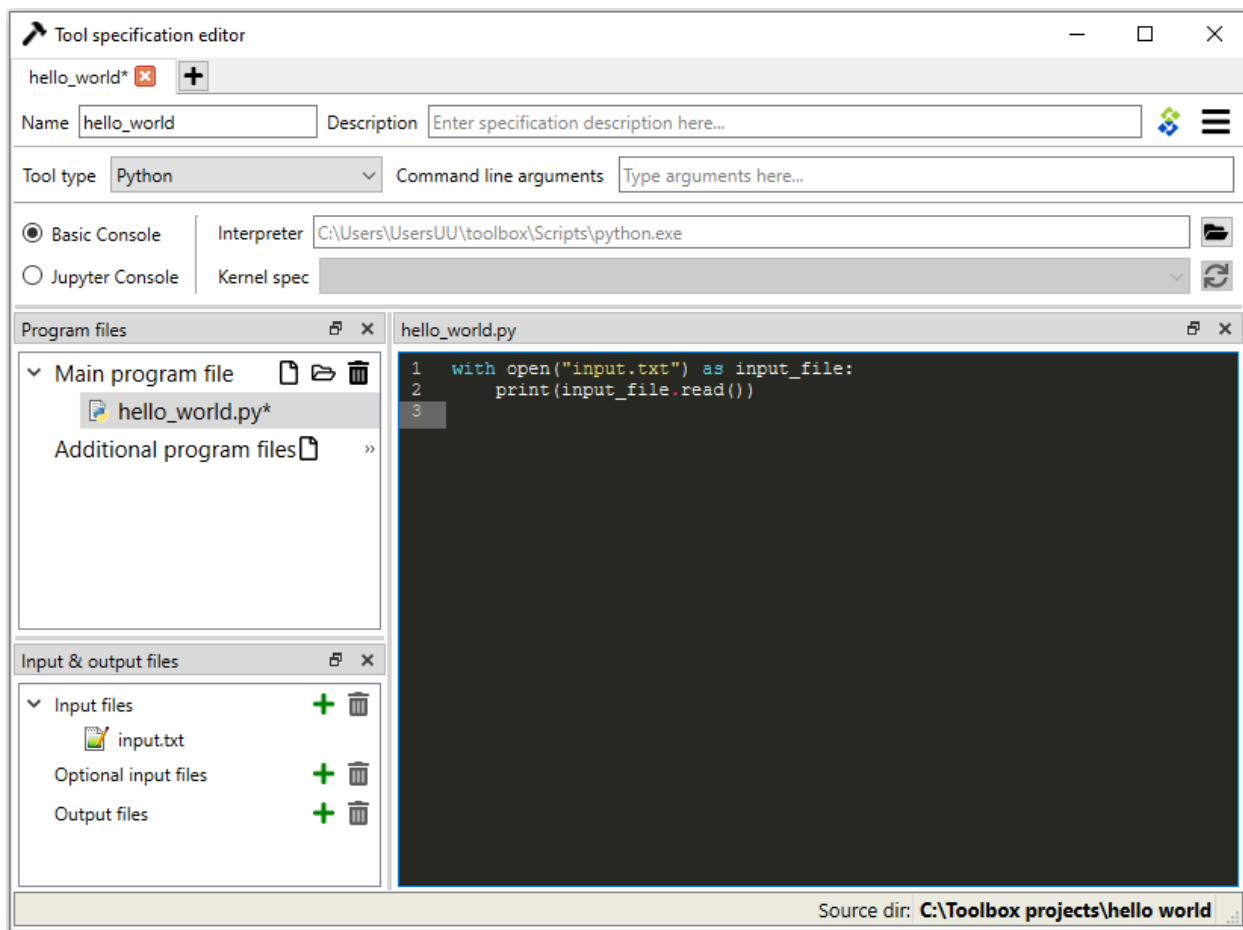 Tool specification editor
hello_world*
Name hello_world Description Enter specification description here...
Tool type Python Command line arguments Type arguments here...
Basic Console Interpreter C:\Users\UsersUU\toolbox\Scripts\python.exe
Jupyter Console Kernel spec
Program files
Main program file
hello_world.py*
Additional program files »
hello_world.py
1 with open("input.txt") as input_file:
2     print(input_file.read())
3
Input & output files
Input files
input.txt
Optional input files
Output files
Source dir: C:\Toolbox projects\hello world